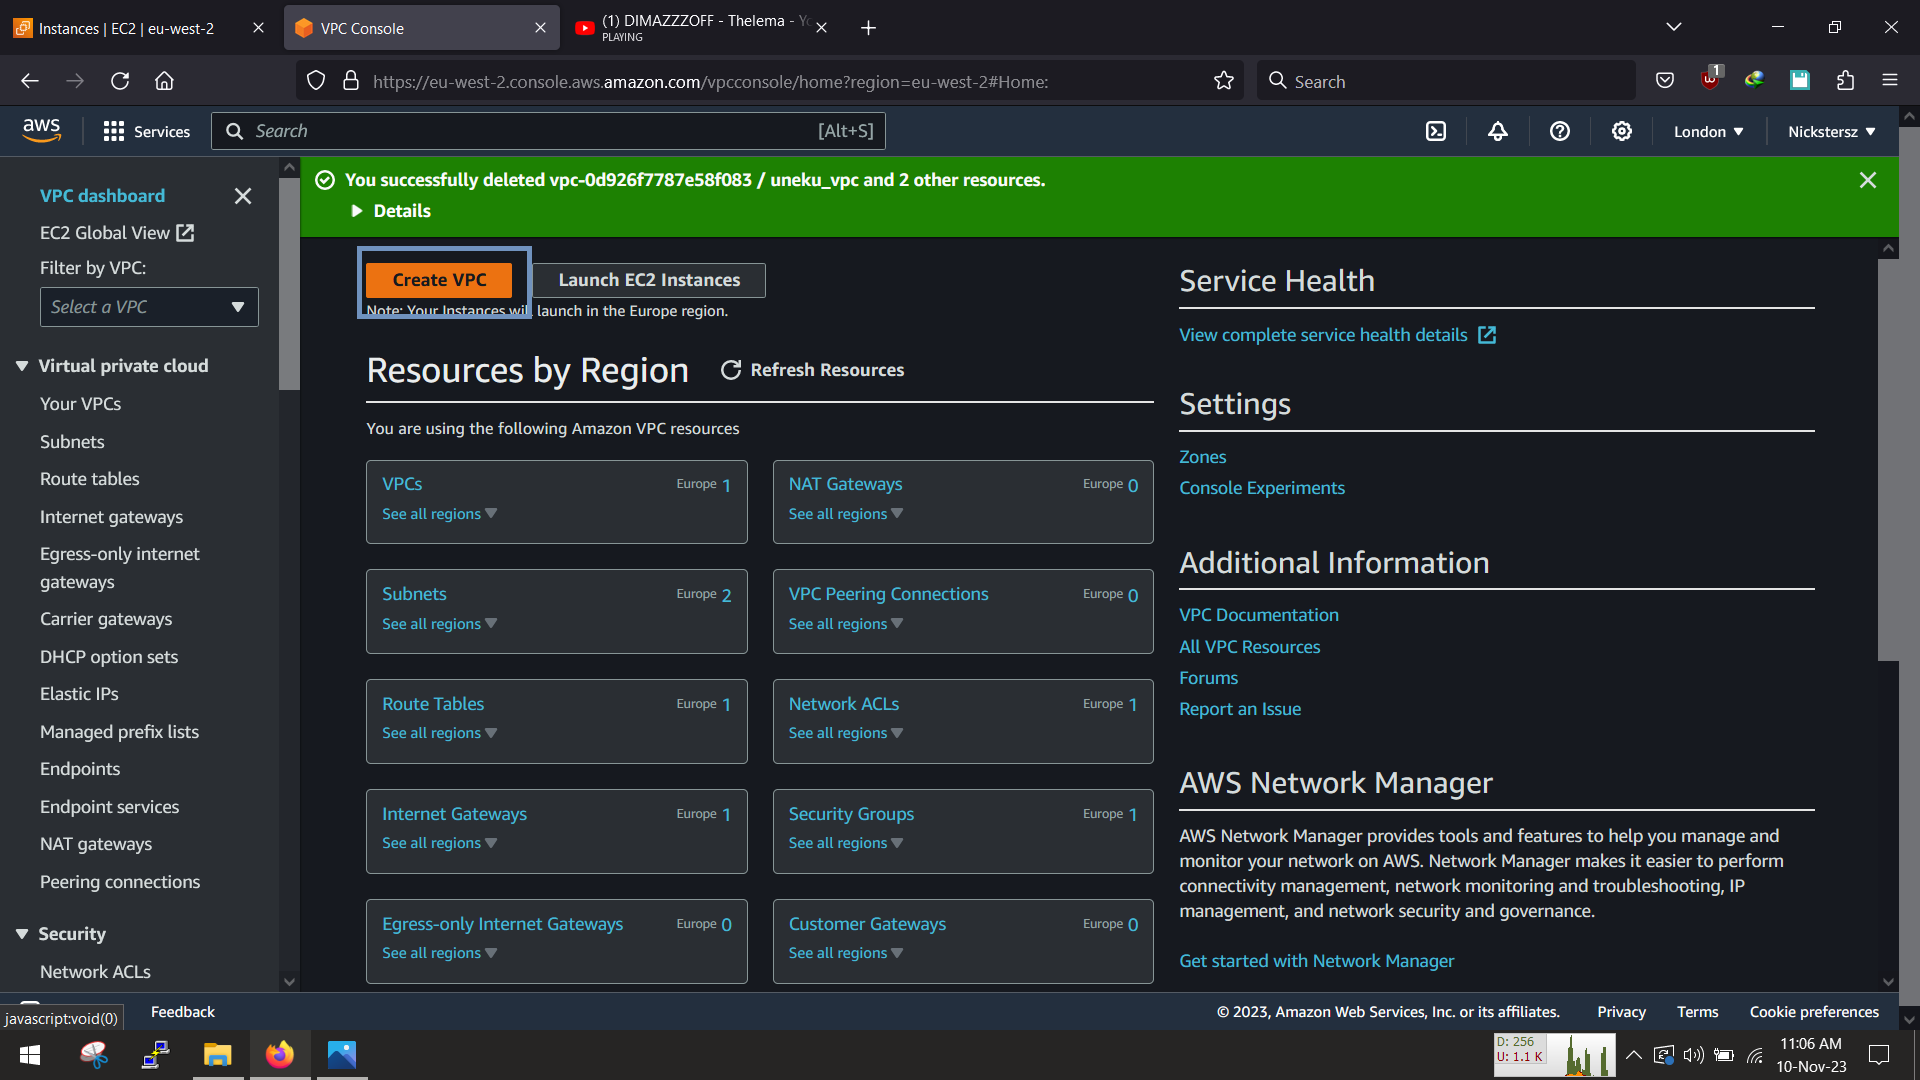 Instances | EC2 | eu-west-2
VPC Console
(1) DIMAZZZOFF - Thelema -
PLAYING
https://eu-west-2.console.aws.amazon.com/vpcconsole/home?region=eu-west-2#Home:
Search
1
aws
Services
Search
[Alt+S]
London
Nickstersz
VPC dashboard
EC2 Global View
Filter by VPC:
Select a VPC
Virtual private cloud
Your VPCs
Subnets
Route tables
Internet gateways
Egress-only internet
gateways
Carrier gateways
DHCP option sets
Elastic IPs
Managed prefix lists
Endpoints
Endpoint services
NAT gateways
Peering connections
Security
Network ACLs
You successfully deleted vpc-0d926f7787e58f083 / uneku_vpc and 2 other resources.
Details
Create VPC
Launch EC2 Instances
Note: Your Instances will launch in the Europe region.
Resources by Region
Refresh Resources
You are using the following Amazon VPC resources
VPCs
Europe 1
See all regions
NAT Gateways
Europe 0
See all regions
Subnets
Europe 2
See all regions
VPC Peering Connections
Europe 0
See all regions
Route Tables
Europe 1
See all regions
Network ACLs
Europe 1
See all regions
Internet Gateways
Europe 1
See all regions
Security Groups
Europe 1
See all regions
Egress-only Internet Gateways
Europe 0
See all regions
Customer Gateways
Europe 0
See all regions
Service Health
View complete service health details
Settings
Zones
Console Experiments
Additional Information
VPC Documentation
All VPC Resources
Forums
Report an Issue
AWS Network Manager
AWS Network Manager provides tools and features to help you manage and
monitor your network on AWS. Network Manager makes it easier to perform
connectivity management, network monitoring and troubleshooting, IP
management, and network security and governance.
Get started with Network Manager
javascript:void(0)
Feedback
© 2023, Amazon Web Services, Inc. or its affiliates.
Privacy
Terms
Cookie preferences
D: 256
U: 1.1 K
11:06 AM
10-Nov-23